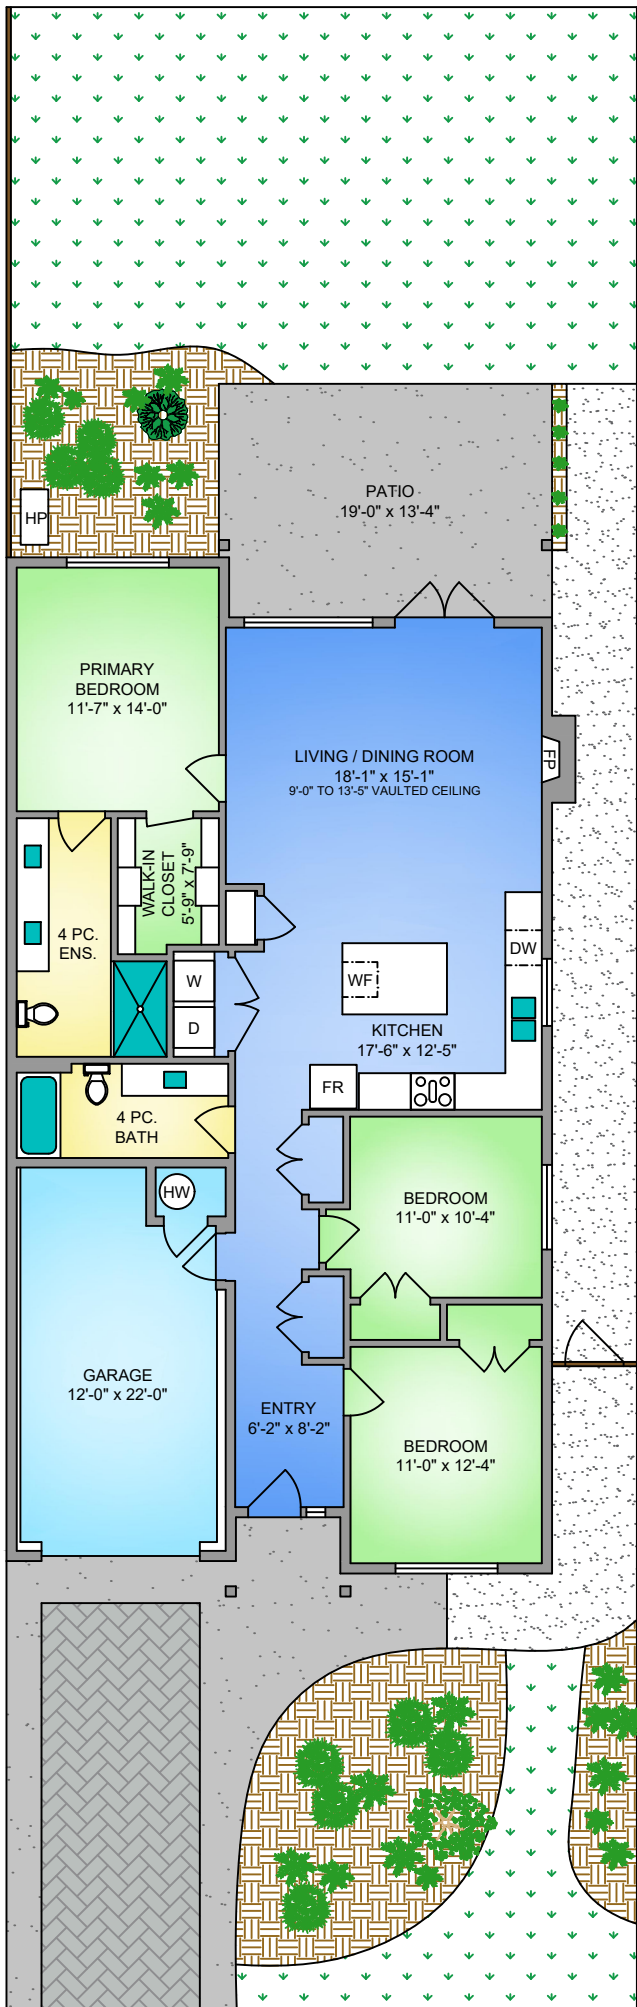 PATIO
19'-0" x 13'-4"
HP
PRIMARY
BEDROOM
11'-7" x 14'-0"
LIVING / DINING ROOM
18'-1" x 15'-1"
9'-0" TO 13'-5" VAULTED CEILING
FP
WALK-IN
CLOSET
5'-9" x 7'-9"
4 PC.
ENS.
W
D
WF
DW
KITCHEN
17'-6" x 12'-5"
FR
4 PC.
BATH
HW
BEDROOM
11'-0" x 10'-4"
GARAGE
12'-0" x 22'-0"
ENTRY
6'-2" x 8'-2"
BEDROOM
11'-0" x 12'-4"